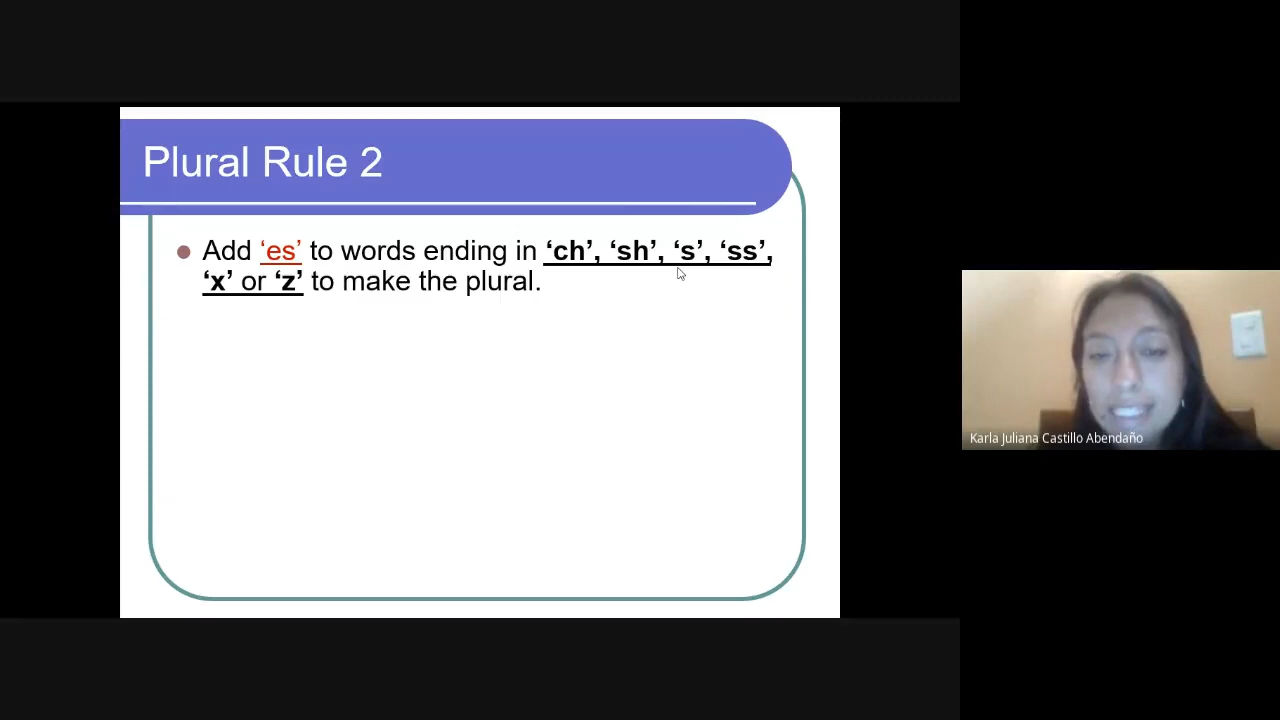 Plural Rule 2
Add ‘es’ to words ending in ‘ch’, ‘sh’, ‘s’, ‘ss’,
‘x’ or ‘z’ to make the plural.
Karla Juliana Castillo Abendaño